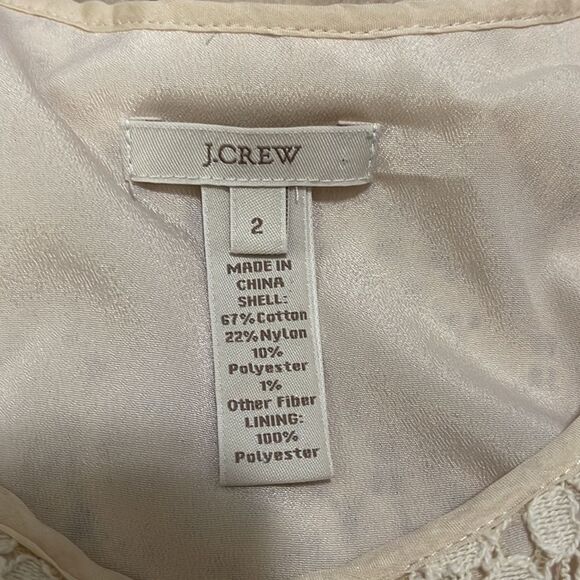 J.CREW
2
MADE IN
CHINA
SHELL:
67% Cotton
22% Nylon
10%
Polyester
1%
Other Fiber
LINING:
100%
Polyester